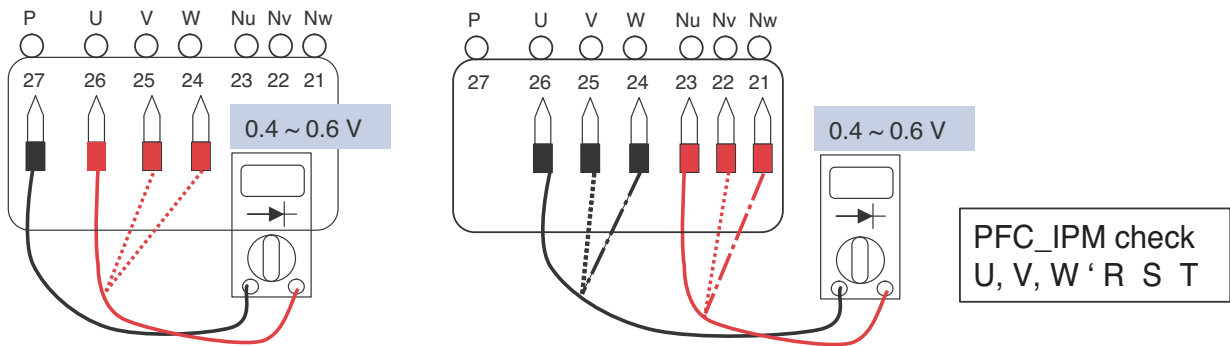 P U V W Nu Nv Nw
27 26 25 24 23 22 21
0.4 ~ 0.6 V
P U V W Nu Nv Nw
27 26 25 24 23 22 21
0.4 ~ 0.6 V
PFC_IPM check
U, V, W ‘ R S T